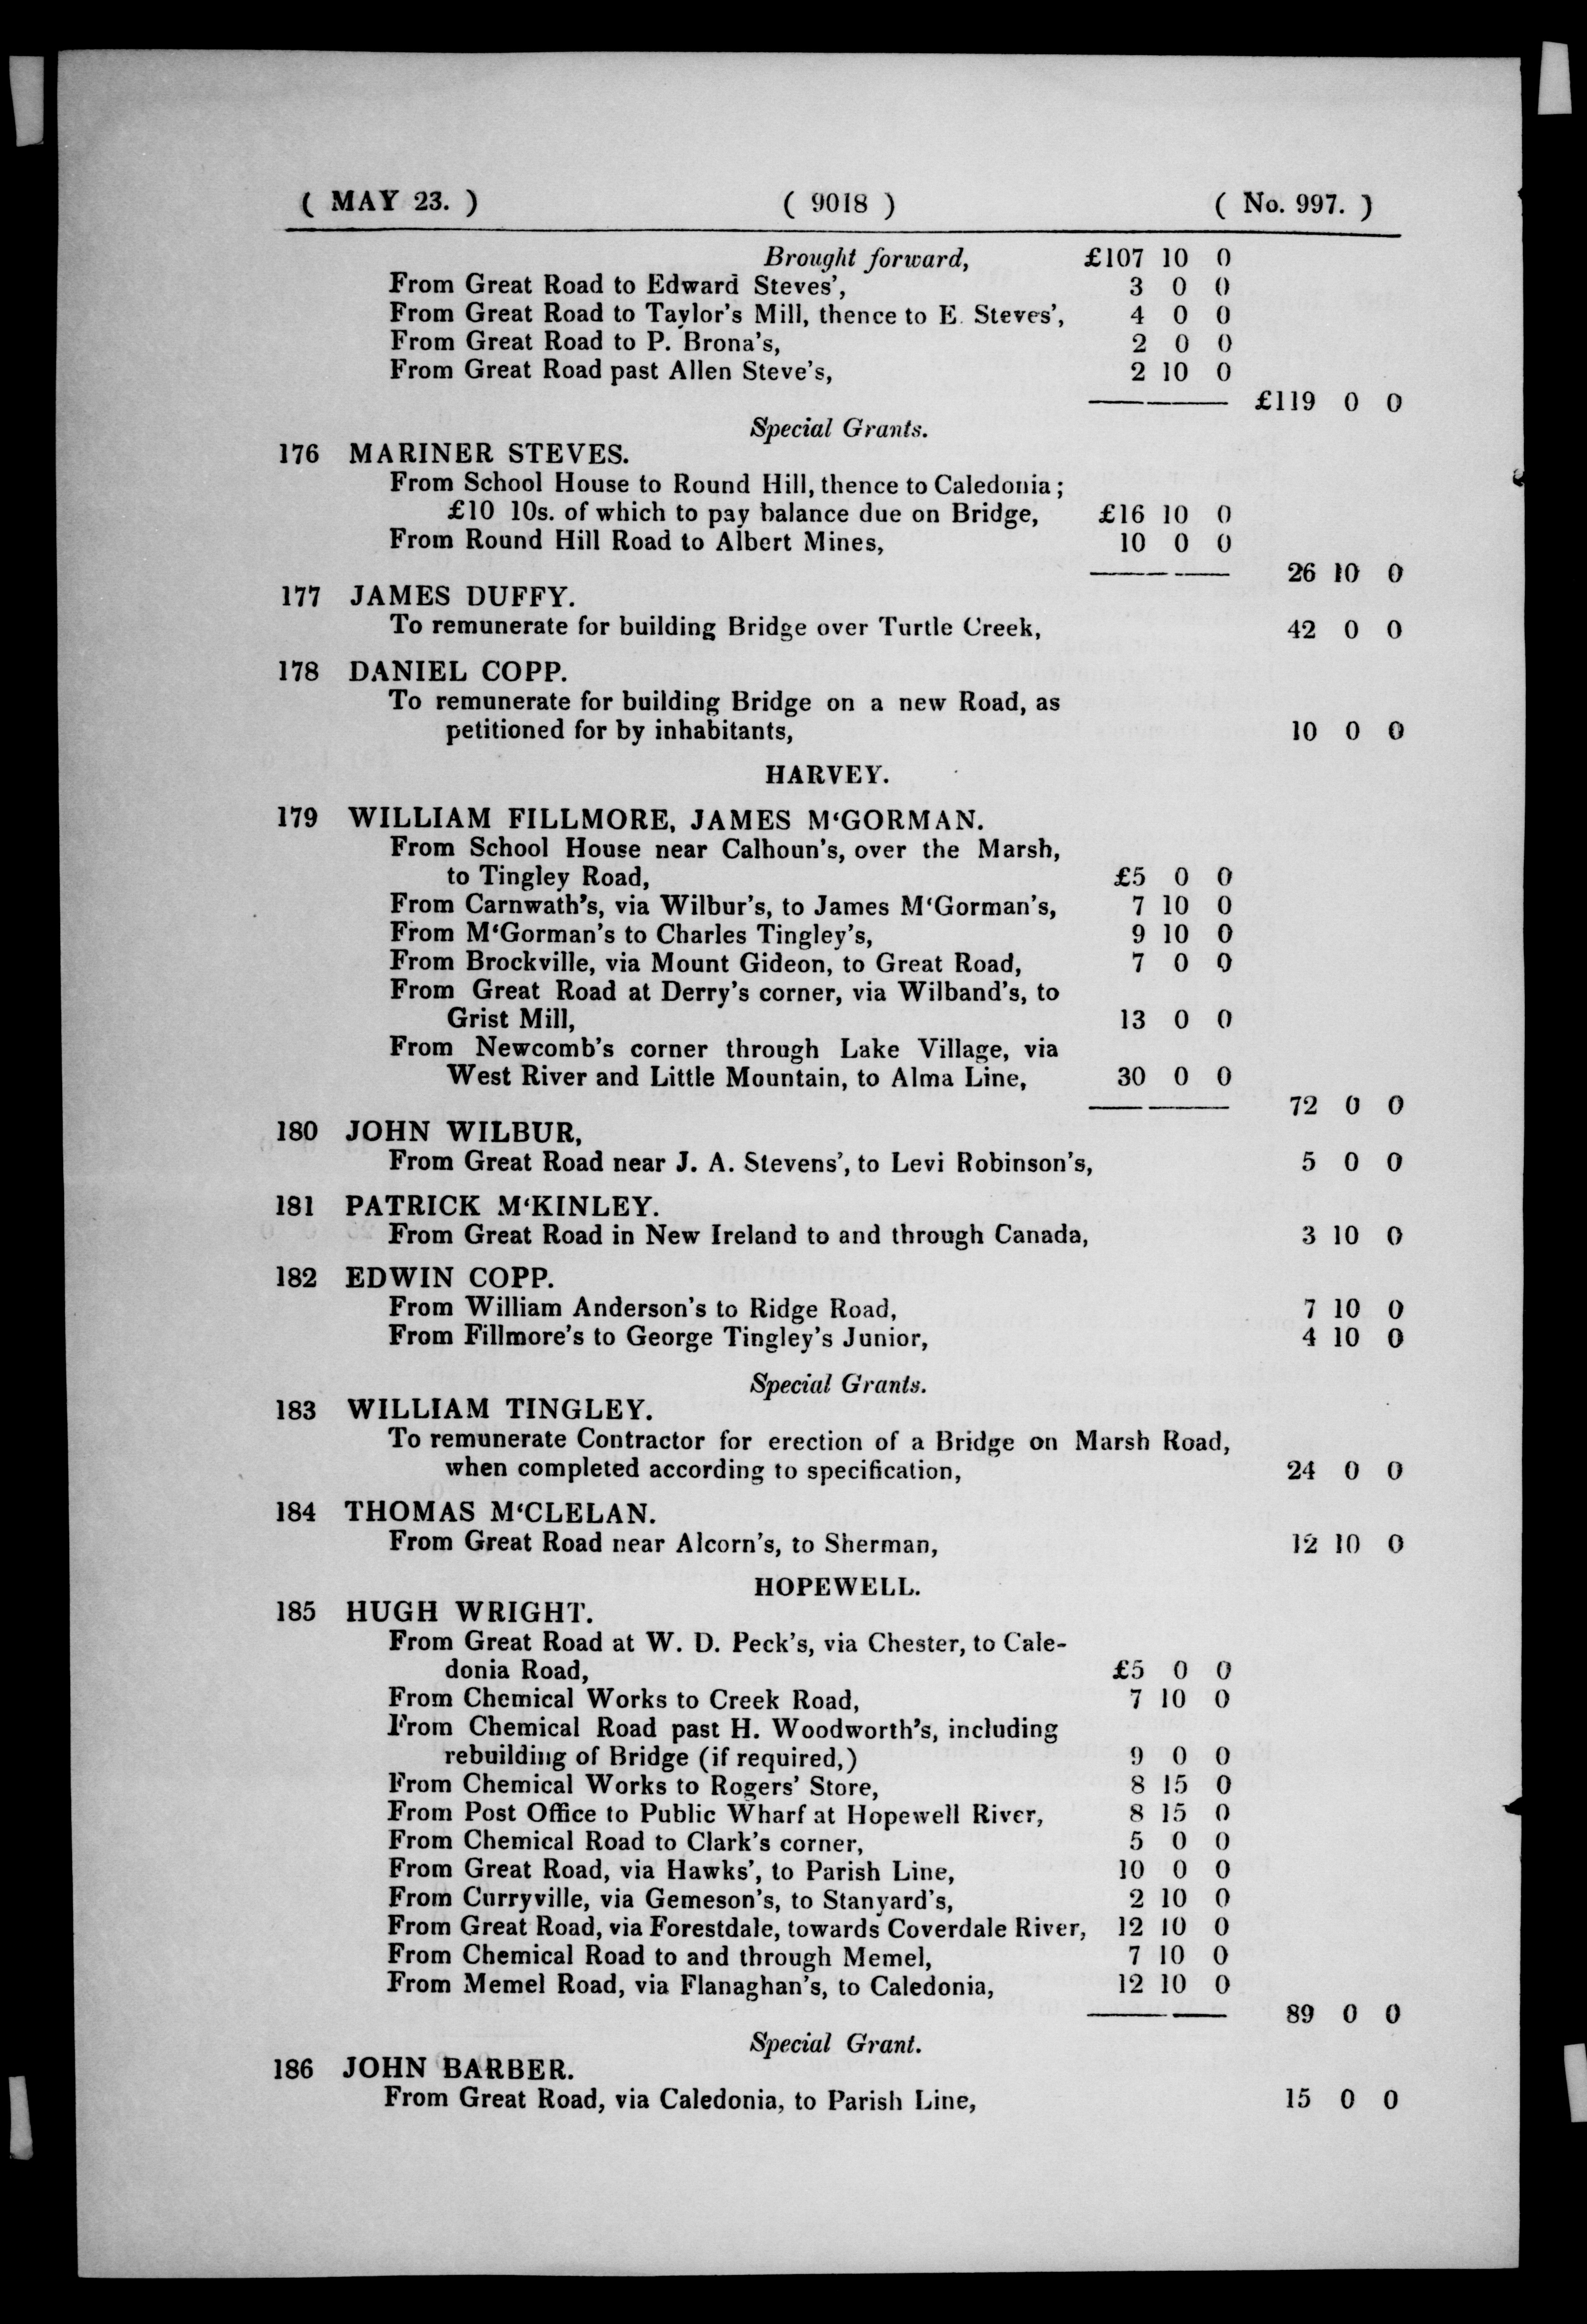 ( MAY 23. ) ( 9018 ) ( No. 997. )
Brought forward, £107 10 0
From Great Road to Edward Steves', 3 0 0
From Great Road to Taylor's Mill, thence to E. Steves', 4 0 0
From Great Road to P. Brona's, 2 0 0
From Great Road past Allen Steve's, 2 10 0
£119 0 0
Special Grants.
176 MARINER STEVES.
From School House to Round Hill, thence to Caledonia;
£10 10s. of which to pay balance due on Bridge, £16 10 0
From Round Hill Road to Albert Mines, 10 0 0
26 10 0
177 JAMES DUFFY.
To remunerate for building Bridge over Turtle Creek, 42 0 0
178 DANIEL COPP.
To remunerate for building Bridge on a new Road, as
petitioned for by inhabitants, 10 0 0
HARVEY.
179 WILLIAM FILLMORE, JAMES M'GORMAN.
From School House near Calhoun's, over the Marsh,
to Tingley Road, £5 0 0
From Carnwath's, via Wilbur's, to James M'Gorman's, 7 10 0
From M'Gorman's to Charles Tingley's, 9 10 0
From Brockville, via Mount Gideon, to Great Road, 7 0 0
From Great Road at Derry's corner, via Wilband's, to
Grist Mill, 13 0 0
From Newcomb's corner through Lake Village, via
West River and Little Mountain, to Alma Line, 30 0 0
72 0 0
180 JOHN WILBUR,
From Great Road near J. A. Stevens', to Levi Robinson's, 5 0 0
181 PATRICK M'KINLEY.
From Great Road in New Ireland to and through Canada, 3 10 0
182 EDWIN COPP.
From William Anderson's to Ridge Road, 7 10 0
From Fillmore's to George Tingley's Junior, 4 10 0
Special Grants.
183 WILLIAM TINGLEY.
To remunerate Contractor for erection of a Bridge on Marsh Road,
when completed according to specification, 24 0 0
184 THOMAS M'CLELAN.
From Great Road near Alcorn's, to Sherman, 12 10 0
HOPEWELL.
185 HUGH WRIGHT.
From Great Road at W. D. Peck's, via Chester, to Cale-
donia Road, £5 0 0
From Chemical Works to Creek Road, 7 10 0
From Chemical Road past H. Woodworth's, including
rebuilding of Bridge (if required,) 9 0 0
From Chemical Works to Rogers' Store, 8 15 0
From Post Office to Public Wharf at Hopewell River, 8 15 0
From Chemical Road to Clark's corner, 5 0 0
From Great Road, via Hawks', to Parish Line, 10 0 0
From Curryville, via Gemeson's, to Stanyard's, 2 10 0
From Great Road, via Forestdale, towards Coverdale River, 12 10 0
From Chemical Road to and through Memel, 7 10 0
From Memel Road, via Flanaghan's, to Caledonia, 12 10 0
89 0 0
Special Grant.
186 JOHN BARBER.
From Great Road, via Caledonia, to Parish Line, 15 0 0